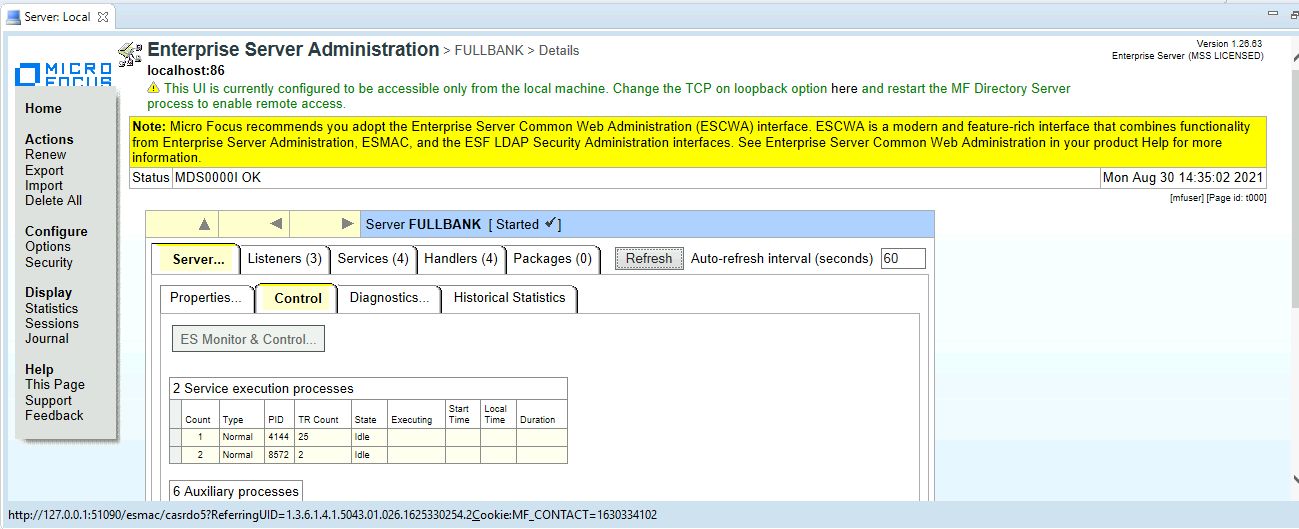 Server: Local
Enterprise Server Administration > FULLBANK > Details
Version 1.26.63
Enterprise Server (MSS LICENSED)
MICRO
FOCUS
localhost:86
This UI is currently configured to be accessible only from the local machine. Change the TCP on loopback option here and restart the MF Directory Server
process to enable remote access.
Note: Micro Focus recommends you adopt the Enterprise Server Common Web Administration (ESCWA) interface. ESCWA is a modern and feature-rich interface that combines functionality
from Enterprise Server Administration, ESMAC, and the ESF LDAP Security Administration interfaces. See Enterprise Server Common Web Administration in your product Help for more
information.
Status MDS0000I OK Mon Aug 30 14:35:02 2021
[mfuser] [Page id: t000]
Home
Actions
Renew
Export
Import
Delete All
Configure
Options
Security
Display
Statistics
Sessions
Journal
Help
This Page
Support
Feedback
Server FULLBANK [ Started ✓]
Server... Listeners (3) Services (4) Handlers (4) Packages (0) Refresh Auto-refresh interval (seconds) 60
Properties... Control Diagnostics... Historical Statistics
ES Monitor & Control...
2 Service execution processes
Count Type PID TR Count State Executing Start Time Local Time Duration
1 Normal 4144 25 Idle
2 Normal 8572 2 Idle
6 Auxiliary processes
http://127.0.0.1:51090/esmac/casrdo5?ReferringUID=1.3.6.1.4.1.5043.01.026.1625330254.2Cookie:MF_CONTACT=1630334102